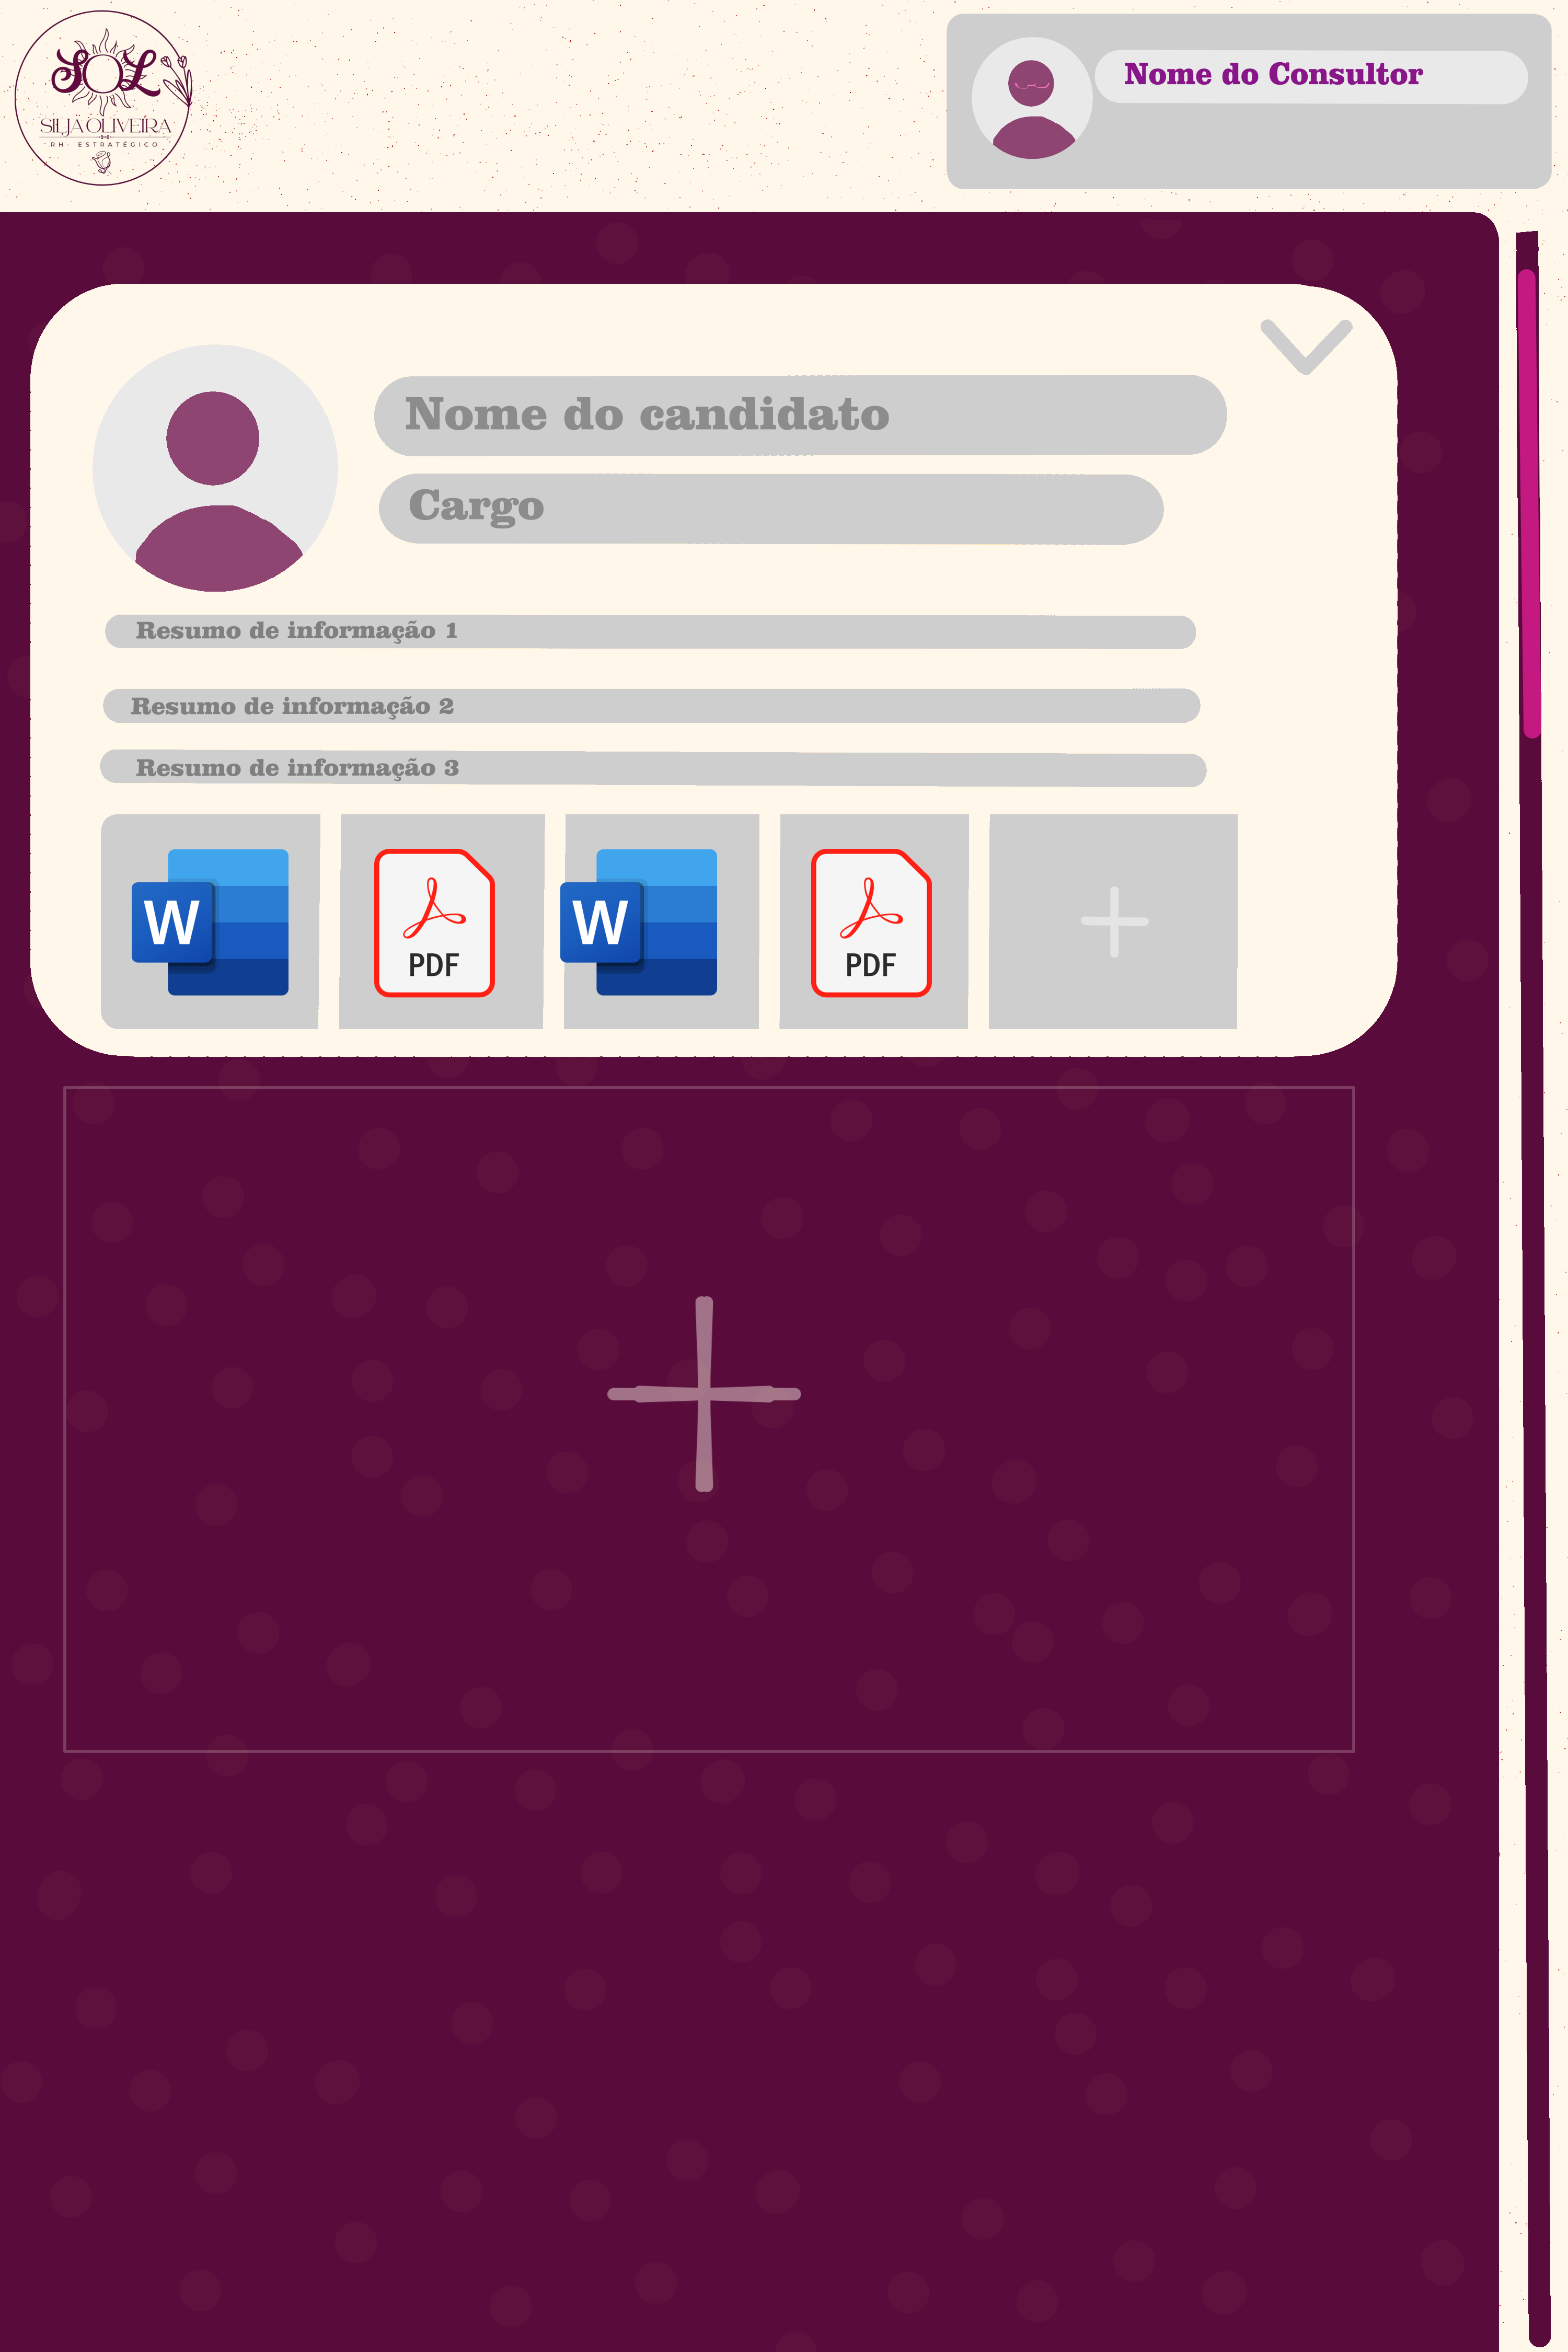 SOL
SILJA OLIVEIRA
RH - ESTRATÉGICO
Nome do Consultor
Nome do candidato
Cargo
Resumo de informação 1
Resumo de informação 2
Resumo de informação 3
W PDF W PDF